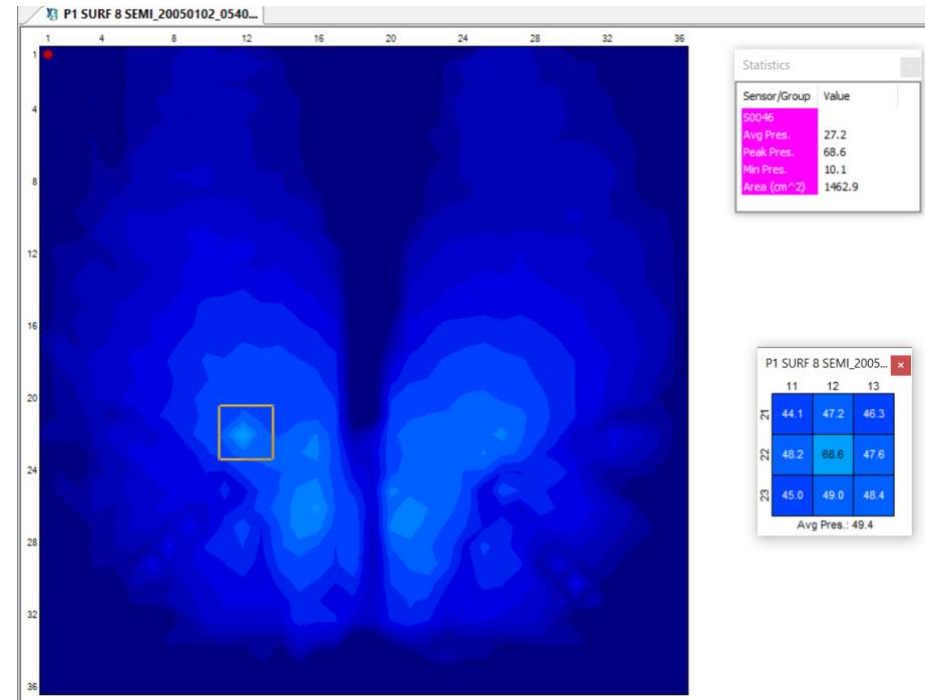 P1 SURF 8 SEMI_20050102_0540...
1 4 8 12 16 20 24 28 32 36
1
4
8
12
16
20
24
28
32
36
Statistics
Sensor/Group Value
S0046
Avg Pres. 27.2
Peak Pres. 68.6
Min Pres. 10.1
Area (cm^2) 1462.9
P1 SURF 8 SEMI_2005... ×
11 12 13
21 44.1 47.2 46.3
22 48.2 68.6 47.6
23 45.0 49.0 48.4
Avg Pres.: 49.4